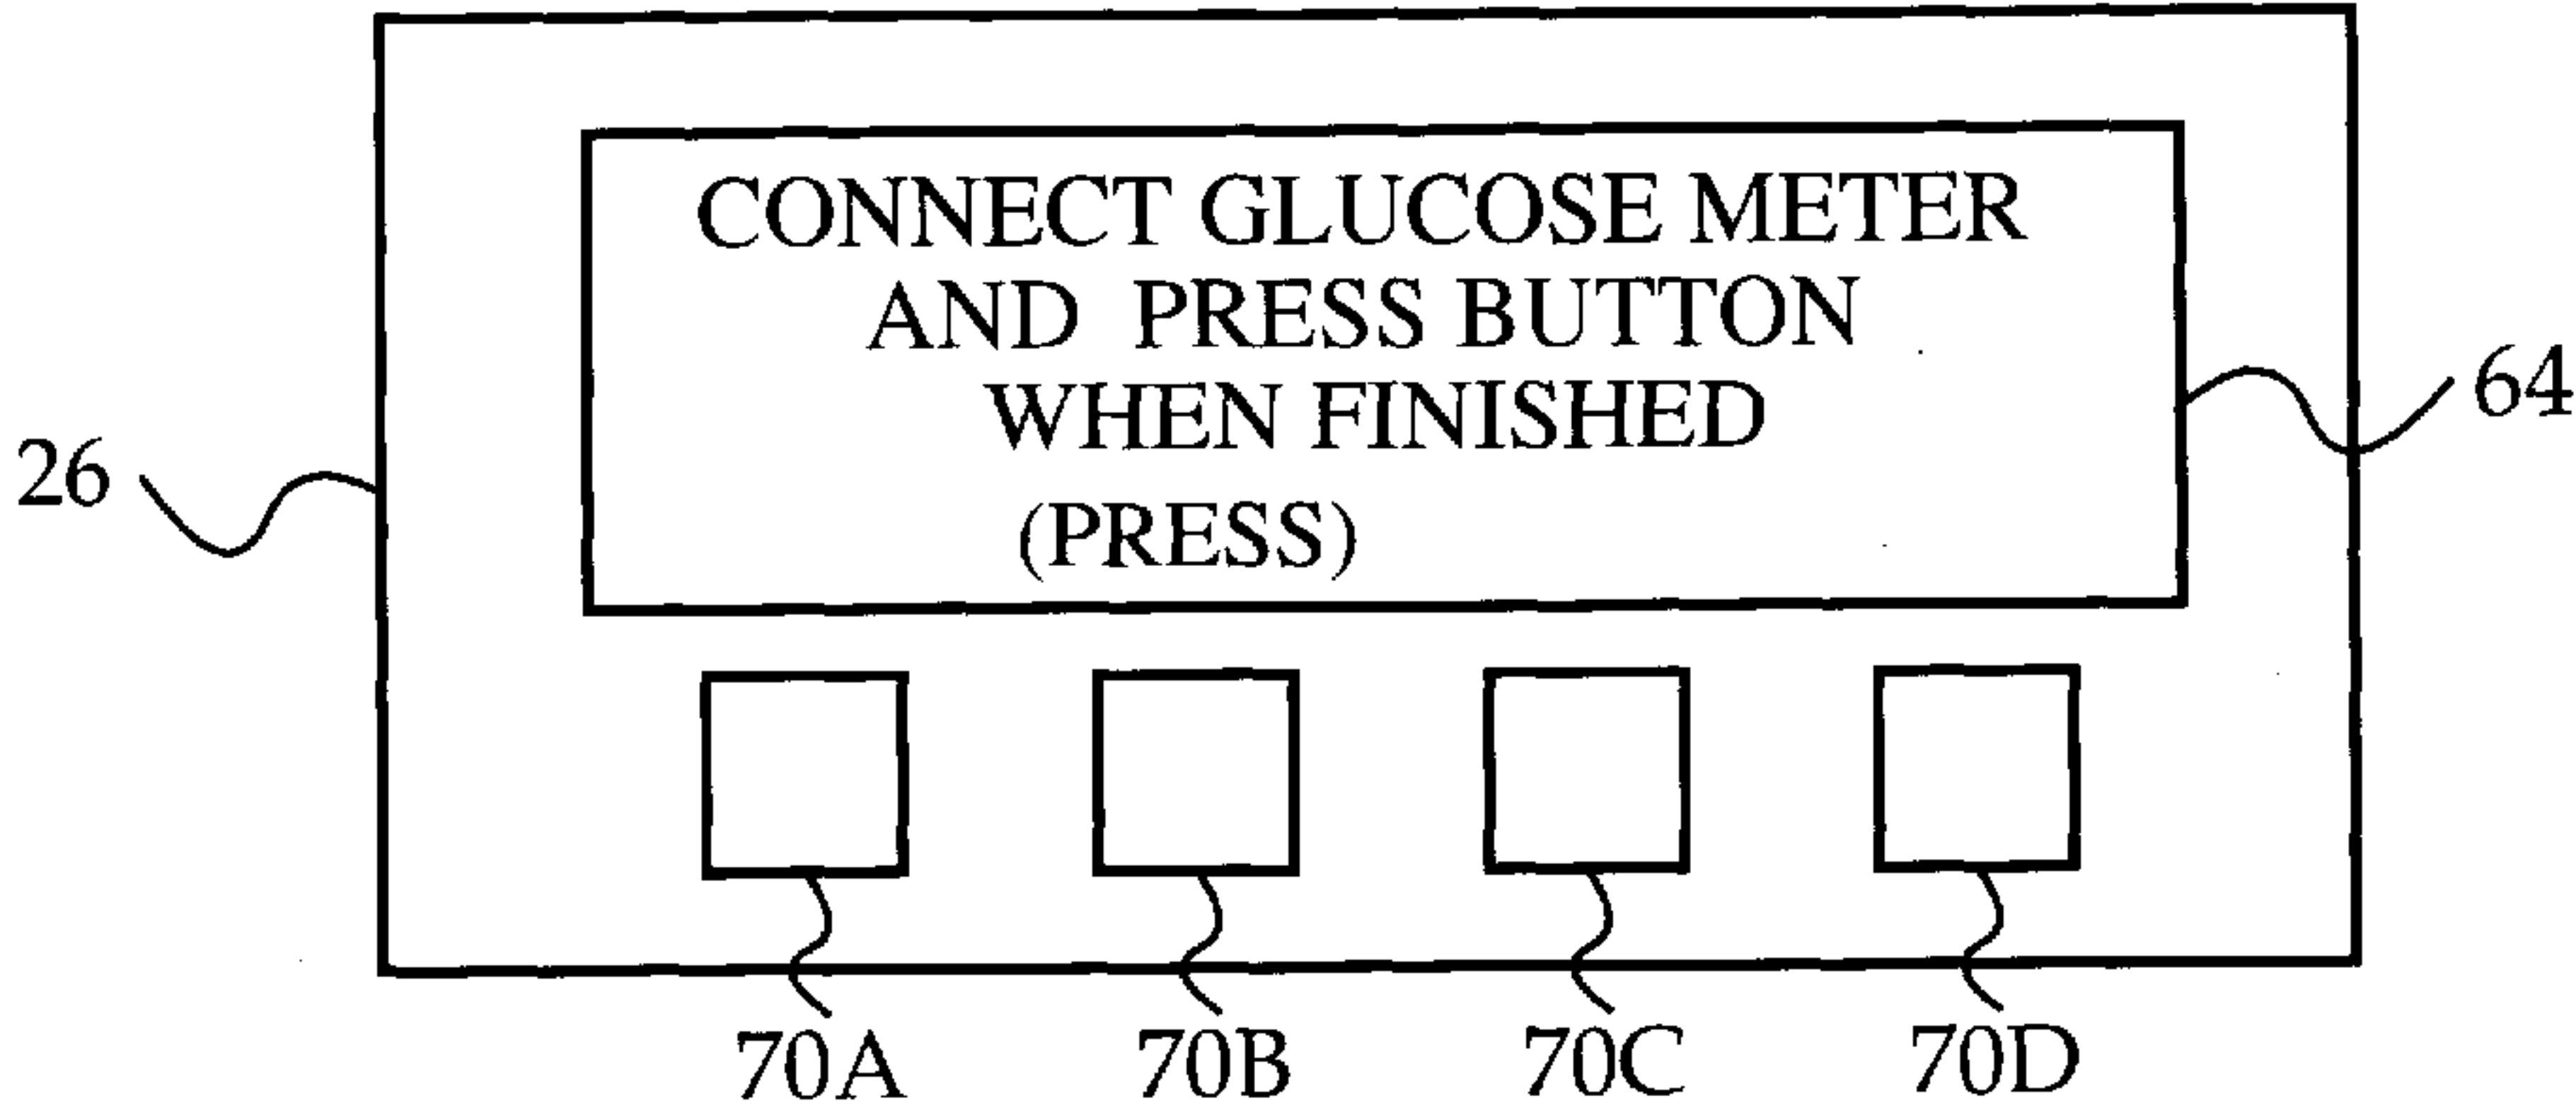 CONNECT GLUCOSE METER
AND PRESS BUTTON
WHEN FINISHED
(PRESS)
64
26
70A 70B 70C 70D